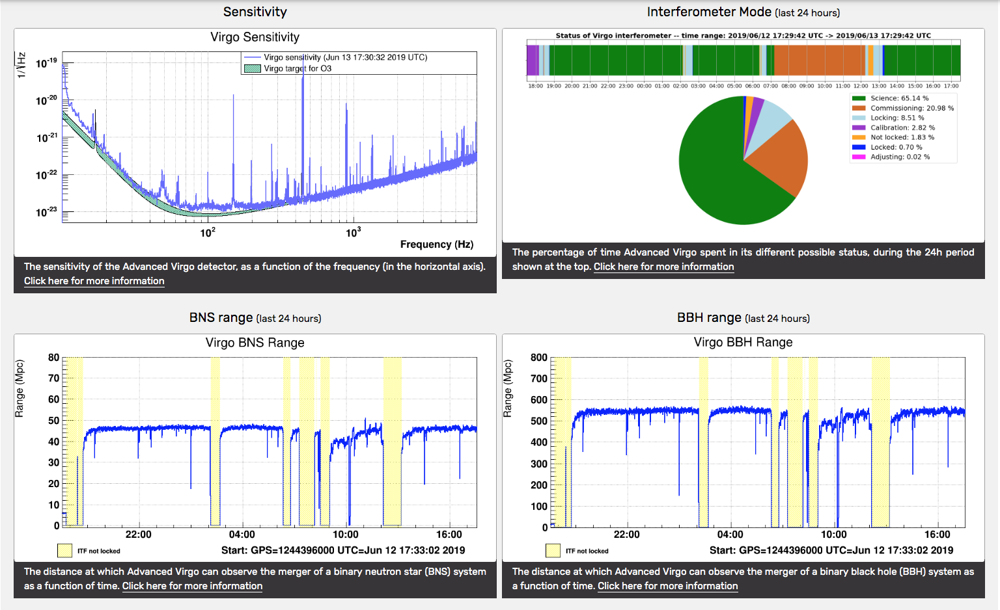 Sensitivity
Virgo Sensitivity
1/√Hz
10-19
10-20
10-21
10-22
10-23
Virgo sensitivity (Jun 13 17:30:32 2019 UTC)
Virgo target for O3
10²
10³
Frequency (Hz)
The sensitivity of the Advanced Virgo detector, as a function of the frequency (in the horizontal axis).
Click here for more information
Interferometer Mode (last 24 hours)
Status of Virgo interferometer -- time range: 2019/06/12 17:29:42 UTC -> 2019/06/13 17:29:42 UTC
18:00 19:00 20:00 21:00 22:00 23:00 00:00 01:00 02:00 03:00 04:00 05:00 06:00 07:00 08:00 09:00 10:00 11:00 12:00 13:00 14:00 15:00 16:00 17:00
Science: 65.14 %
Commissioning: 20.98 %
Locking: 8.51 %
Calibration: 2.82 %
Not locked: 1.83 %
Locked: 0.70 %
Adjusting: 0.02 %
The percentage of time Advanced Virgo spent in its different possible status, during the 24h period
shown at the top. Click here for more information
BNS range (last 24 hours)
Virgo BNS Range
Range (Mpc)
80
70
60
50
40
30
20
10
0
22:00 04:00 10:00 16:00
ITF not locked
Start: GPS=1244396000 UTC=Jun 12 17:33:02 2019
The distance at which Advanced Virgo can observe the merger of a binary neutron star (BNS) system
as a function of time. Click here for more information
BBH range (last 24 hours)
Virgo BBH Range
Range (Mpc)
800
700
600
500
400
300
200
100
0
22:00 04:00 10:00 16:00
ITF not locked
Start: GPS=1244396000 UTC=Jun 12 17:33:02 2019
The distance at which Advanced Virgo can observe the merger of a binary black hole (BBH) system as
a function of time. Click here for more information